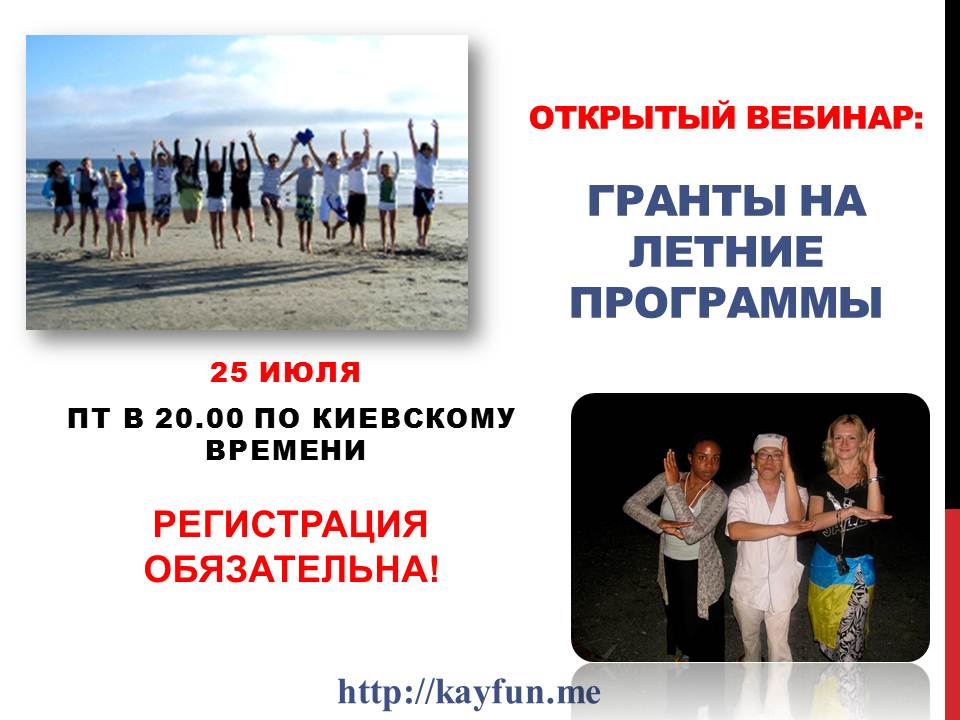 ОТКРЫТЫЙ ВЕБИНАР:
ГРАНТЫ НА
ЛЕТНИЕ
ПРОГРАММЫ
25 ИЮЛЯ
ПТ В 20.00 ПО КИЕВСКОМУ
ВРЕМЕНИ
РЕГИСТРАЦИЯ
ОБЯЗАТЕЛЬНА!
http://kayfun.me